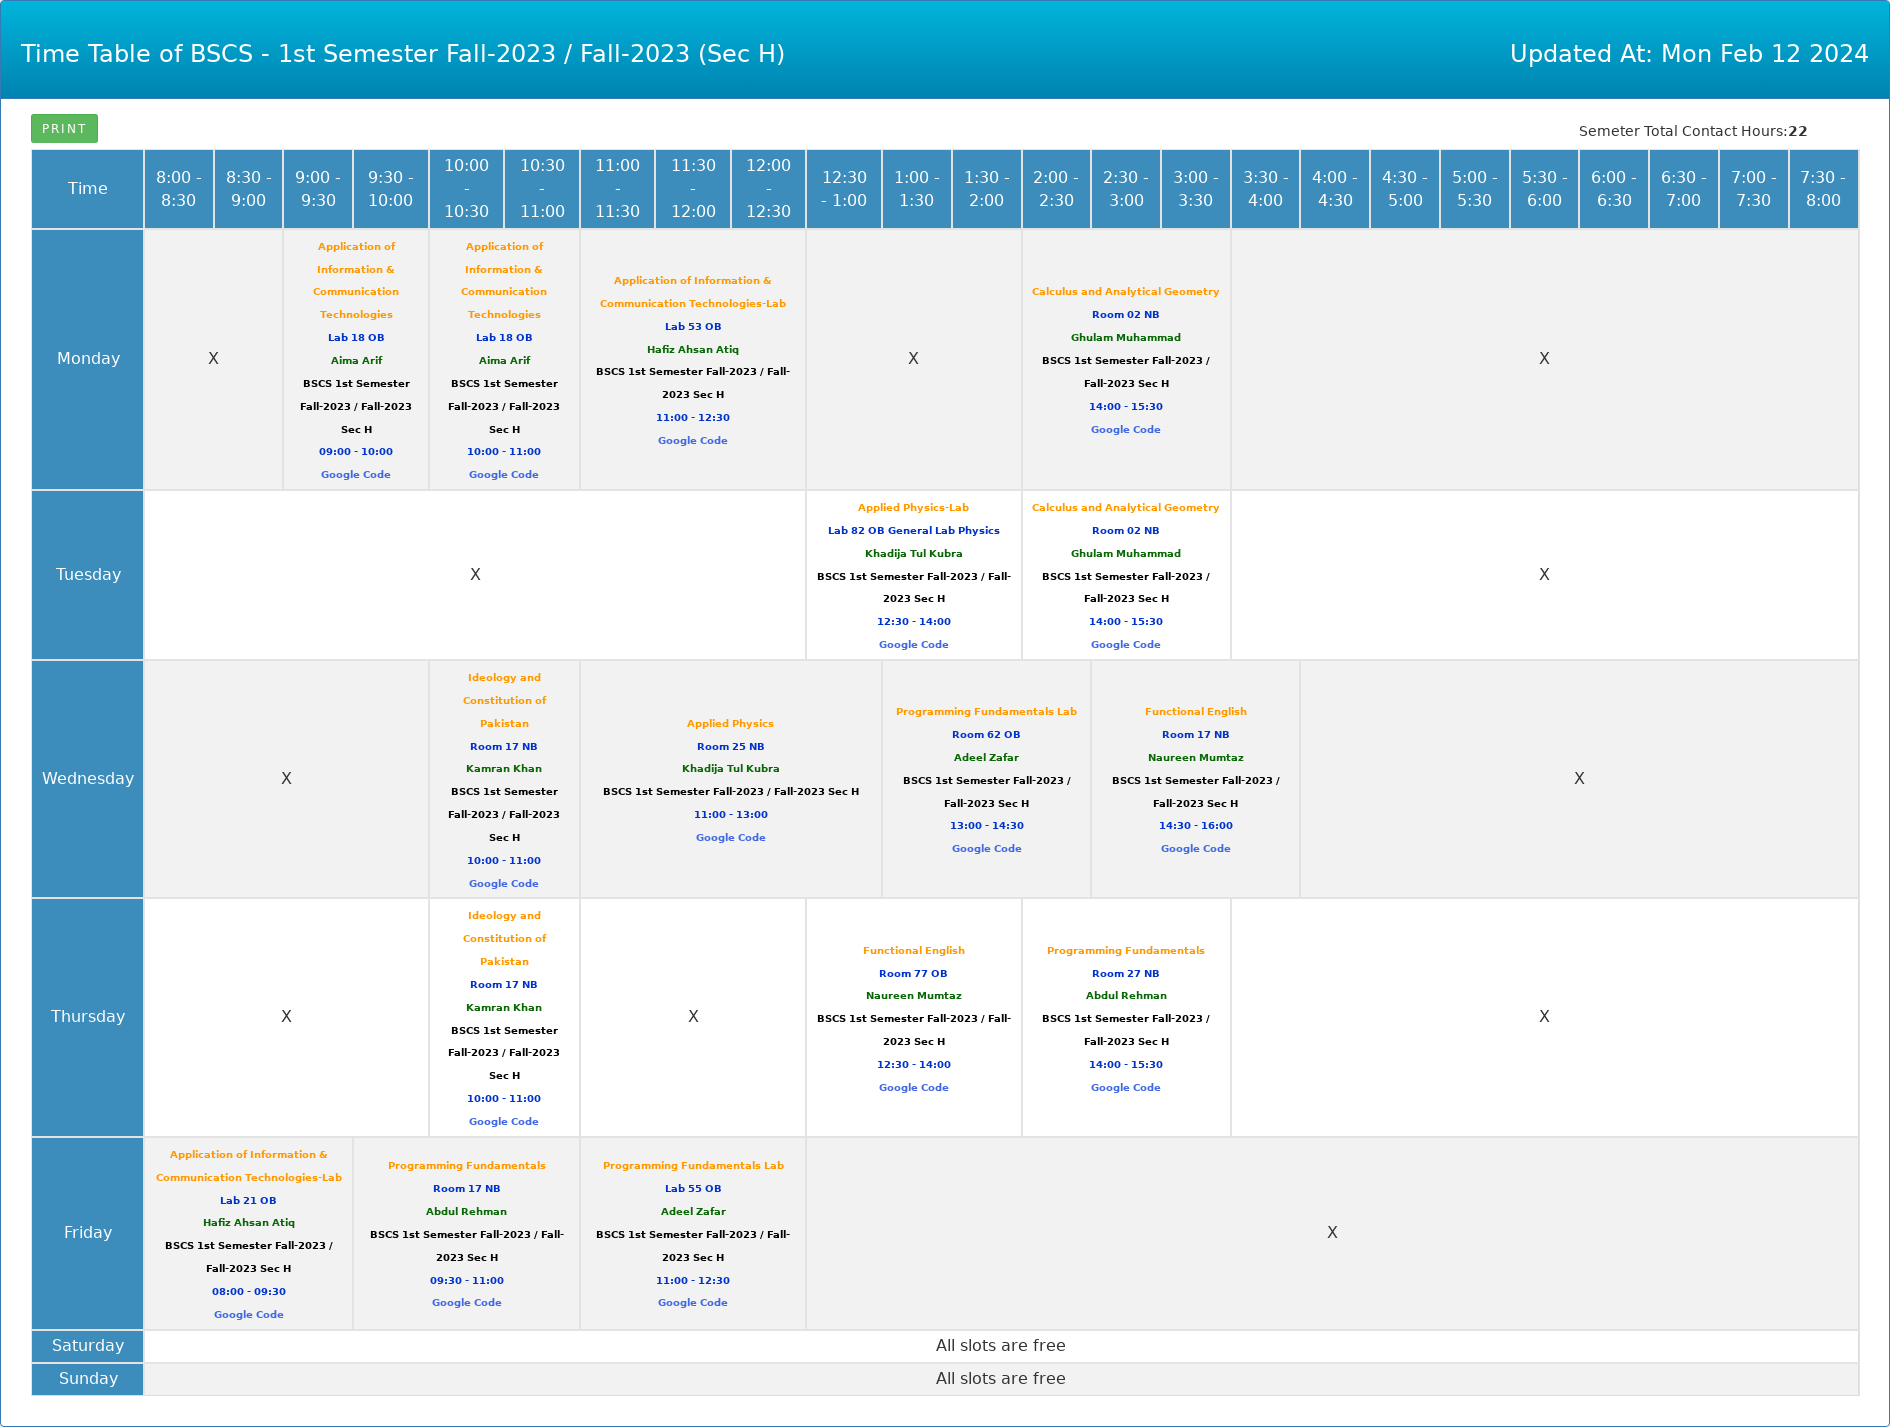 Time Table of BSCS - 1st Semester Fall-2023 / Fall-2023 (Sec H)
Updated At: Mon Feb 12 2024
PRINT
Semeter Total Contact Hours:22
Time
8:00 -
8:30
8:30 -
9:00
9:00 -
9:30
9:30 -
10:00
10:00
-
10:30
10:30
-
11:00
11:00
-
11:30
11:30
-
12:00
12:00
-
12:30
12:30
- 1:00
1:00 -
1:30
1:30 -
2:00
2:00 -
2:30
2:30 -
3:00
3:00 -
3:30
3:30 -
4:00
4:00 -
4:30
4:30 -
5:00
5:00 -
5:30
5:30 -
6:00
6:00 -
6:30
6:30 -
7:00
7:00 -
7:30
7:30 -
8:00
Monday
X
Application of
Information &
Communication
Technologies
Lab 18 OB
Aima Arif
BSCS 1st Semester
Fall-2023 / Fall-2023
Sec H
09:00 - 10:00
Google Code
Application of
Information &
Communication
Technologies
Lab 18 OB
Aima Arif
BSCS 1st Semester
Fall-2023 / Fall-2023
Sec H
10:00 - 11:00
Google Code
Application of Information &
Communication Technologies-Lab
Lab 53 OB
Hafiz Ahsan Atiq
BSCS 1st Semester Fall-2023 / Fall-
2023 Sec H
11:00 - 12:30
Google Code
X
Calculus and Analytical Geometry
Room 02 NB
Ghulam Muhammad
BSCS 1st Semester Fall-2023 /
Fall-2023 Sec H
14:00 - 15:30
Google Code
X
Tuesday
X
Applied Physics-Lab
Lab 82 OB General Lab Physics
Khadija Tul Kubra
BSCS 1st Semester Fall-2023 / Fall-
2023 Sec H
12:30 - 14:00
Google Code
Calculus and Analytical Geometry
Room 02 NB
Ghulam Muhammad
BSCS 1st Semester Fall-2023 /
Fall-2023 Sec H
14:00 - 15:30
Google Code
X
Wednesday
X
Ideology and
Constitution of
Pakistan
Room 17 NB
Kamran Khan
BSCS 1st Semester
Fall-2023 / Fall-2023
Sec H
10:00 - 11:00
Google Code
Applied Physics
Room 25 NB
Khadija Tul Kubra
BSCS 1st Semester Fall-2023 / Fall-2023 Sec H
11:00 - 13:00
Google Code
Programming Fundamentals Lab
Room 62 OB
Adeel Zafar
BSCS 1st Semester Fall-2023 /
Fall-2023 Sec H
13:00 - 14:30
Google Code
Functional English
Room 17 NB
Naureen Mumtaz
BSCS 1st Semester Fall-2023 /
Fall-2023 Sec H
14:30 - 16:00
Google Code
X
Thursday
X
Ideology and
Constitution of
Pakistan
Room 17 NB
Kamran Khan
BSCS 1st Semester
Fall-2023 / Fall-2023
Sec H
10:00 - 11:00
Google Code
X
Functional English
Room 77 OB
Naureen Mumtaz
BSCS 1st Semester Fall-2023 / Fall-
2023 Sec H
12:30 - 14:00
Google Code
Programming Fundamentals
Room 27 NB
Abdul Rehman
BSCS 1st Semester Fall-2023 /
Fall-2023 Sec H
14:00 - 15:30
Google Code
X
Friday
Application of Information &
Communication Technologies-Lab
Lab 21 OB
Hafiz Ahsan Atiq
BSCS 1st Semester Fall-2023 /
Fall-2023 Sec H
08:00 - 09:30
Google Code
Programming Fundamentals
Room 17 NB
Abdul Rehman
BSCS 1st Semester Fall-2023 / Fall-
2023 Sec H
09:30 - 11:00
Google Code
Programming Fundamentals Lab
Lab 55 OB
Adeel Zafar
BSCS 1st Semester Fall-2023 / Fall-
2023 Sec H
11:00 - 12:30
Google Code
X
Saturday
All slots are free
Sunday
All slots are free